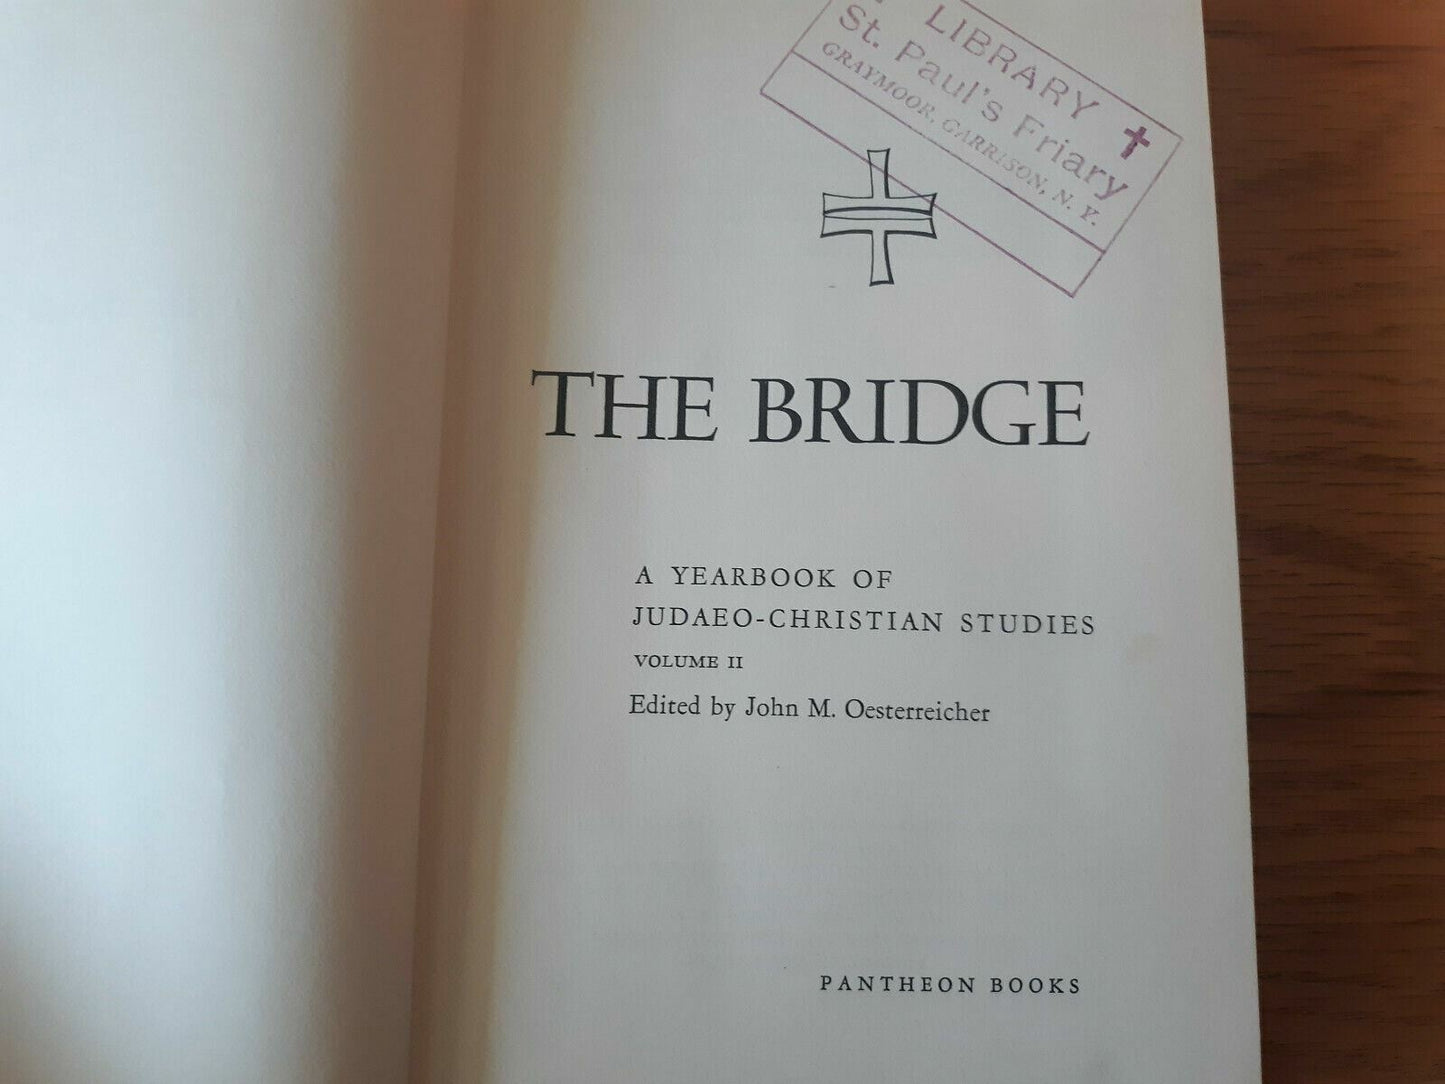 LIBRARY
St. Paul's Friary
GRAYMOOR, GARRISON, N. Y.
THE BRIDGE
A YEARBOOK OF
JUDAEO-CHRISTIAN STUDIES
VOLUME II
Edited by John M. Oesterreicher
PANTHEON BOOKS